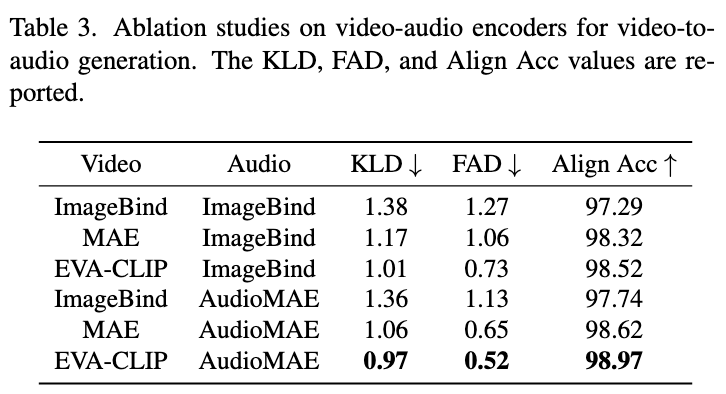 Table 3. Ablation studies on video-audio encoders for video-to-
audio generation. The KLD, FAD, and Align Acc values are re-
ported.
Video Audio KLD ↓ FAD ↓ Align Acc ↑
ImageBind ImageBind 1.38 1.27 97.29
MAE ImageBind 1.17 1.06 98.32
EVA-CLIP ImageBind 1.01 0.73 98.52
ImageBind AudioMAE 1.36 1.13 97.74
MAE AudioMAE 1.06 0.65 98.62
EVA-CLIP AudioMAE 0.97 0.52 98.97